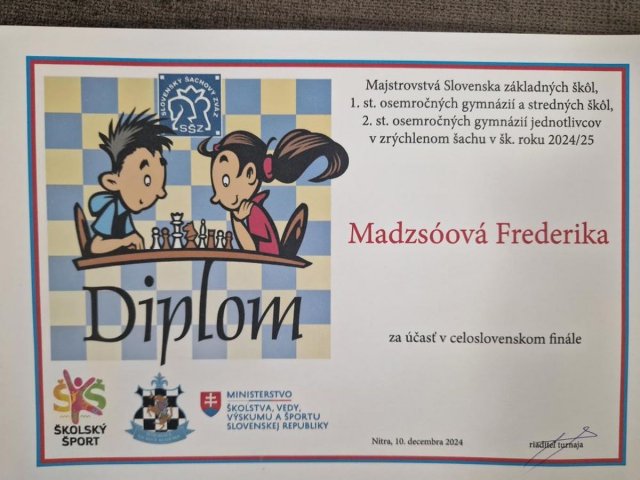 SLOVENSKÝ ŠACHOVÝ ZVÄZ
SŠZ
Majstrovstvá Slovenska základných škôl,
1. st. osemročných gymnázií a stredných škôl,
2. st. osemročných gymnázií jednotlivcov
v zrýchlenom šachu v šk. roku 2024/25
Madzsóová Frederika
Diplom
za účasť v celoslovenskom finále
ŠŠ
ŠKOLSKÝ
ŠPORT
MINISTERSTVO
ŠKOLSTVA, VEDY,
VÝSKUMU A ŠPORTU
SLOVENSKEJ REPUBLIKY
Nitra, 10. decembra 2024
riaditeľ turnaja